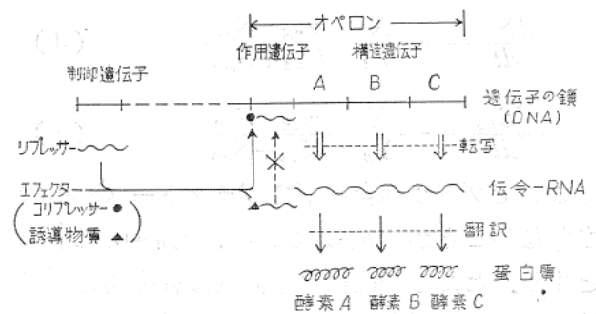 オペロン
作用遺伝子 構造遺伝子
制御遺伝子
A B C
遺伝子の鎖
(DNA)
リプレッサー
転写
エフェクター
伝令-RNA
(コリプレッサー ●
誘導物質 ▲)
翻訳
蛋白質
酵素A 酵素B 酵素C